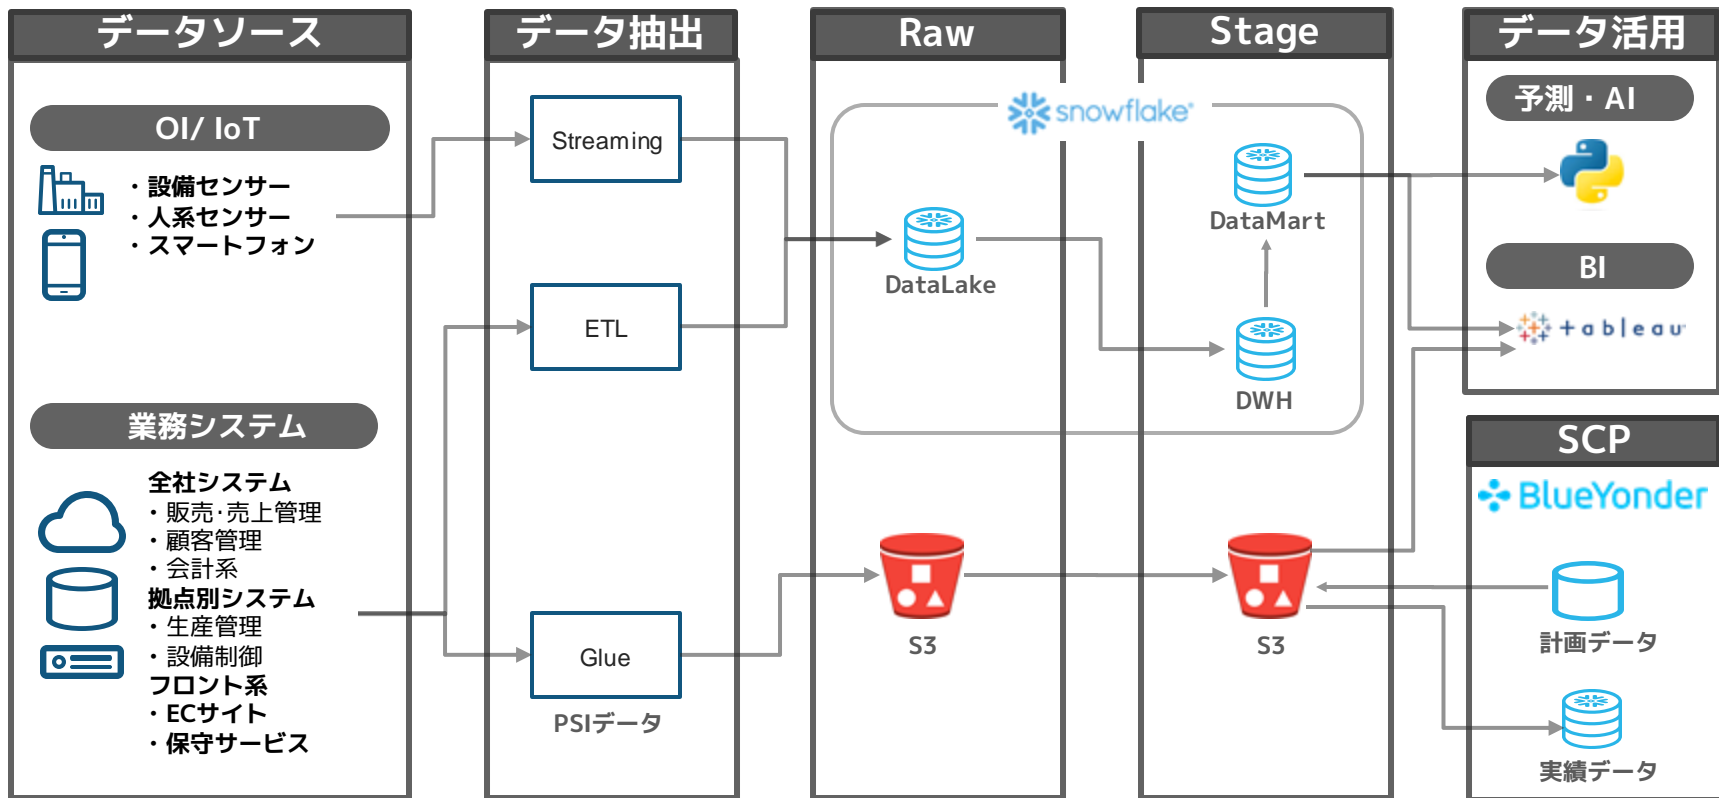 データソース
OI/ IoT
・設備センサー
・人系センサー
・スマートフォン
業務システム
全社システム
・販売･売上管理
・顧客管理
・会計系
拠点別システム
・生産管理
・設備制御
フロント系
・ECサイト
・保守サービス
データ抽出
Streaming
ETL
Glue
PSIデータ
Raw
Stage
snowflake
DataLake
DataMart
DWH
S3
S3
データ活用
予測・AI
BI
+ableau
SCP
BlueYonder
計画データ
実績データ